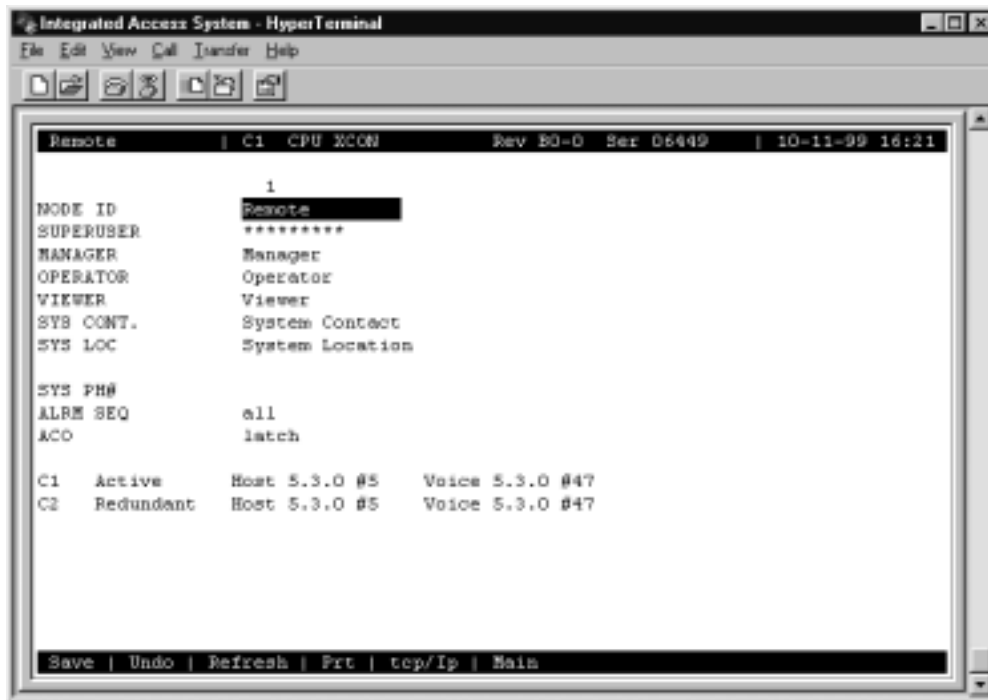 Integrated Access System - HyperTerminal
File Edit View Call Transfer Help
Remote | C1 CPU XCON Rev B0-0 Ser 06449 | 10-11-99 16:21
1
NODE ID Remote
SUPERUSER *********
MANAGER Manager
OPERATOR Operator
VIEWER Viewer
SYS CONT. System Contact
SYS LOC System Location
SYS PH#
ALRM SEQ all
ACO latch
C1 Active Host 5.3.0 #5 Voice 5.3.0 #47
C2 Redundant Host 5.3.0 #5 Voice 5.3.0 #47
Save | Undo | Refresh | Prt | tcp/Ip | Main